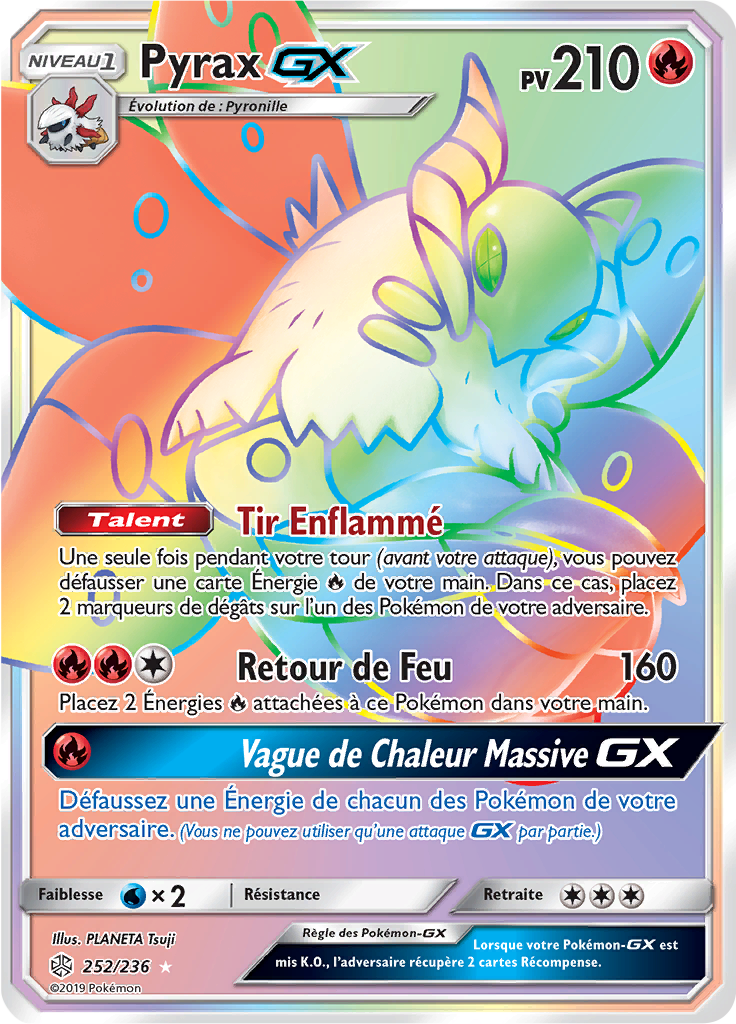 NIVEAU 1
Pyrax GX
PV 210
Évolution de : Pyronille
Talent Tir Enflammé
Une seule fois pendant votre tour (avant votre attaque), vous pouvez
défausser une carte Énergie de votre main. Dans ce cas, placez
2 marqueurs de dégâts sur l'un des Pokémon de votre adversaire.
Retour de Feu 160
Placez 2 Énergies attachées à ce Pokémon dans votre main.
Vague de Chaleur Massive GX
Défaussez une Énergie de chacun des Pokémon de votre
adversaire. (Vous ne pouvez utiliser qu'une attaque GX par partie.)
Faiblesse ×2 Résistance Retraite
Illus. PLANETA Tsuji
252/236
©2019 Pokémon
Règle des Pokémon-GX
Lorsque votre Pokémon-GX est
mis K.O., l'adversaire récupère 2 cartes Récompense.